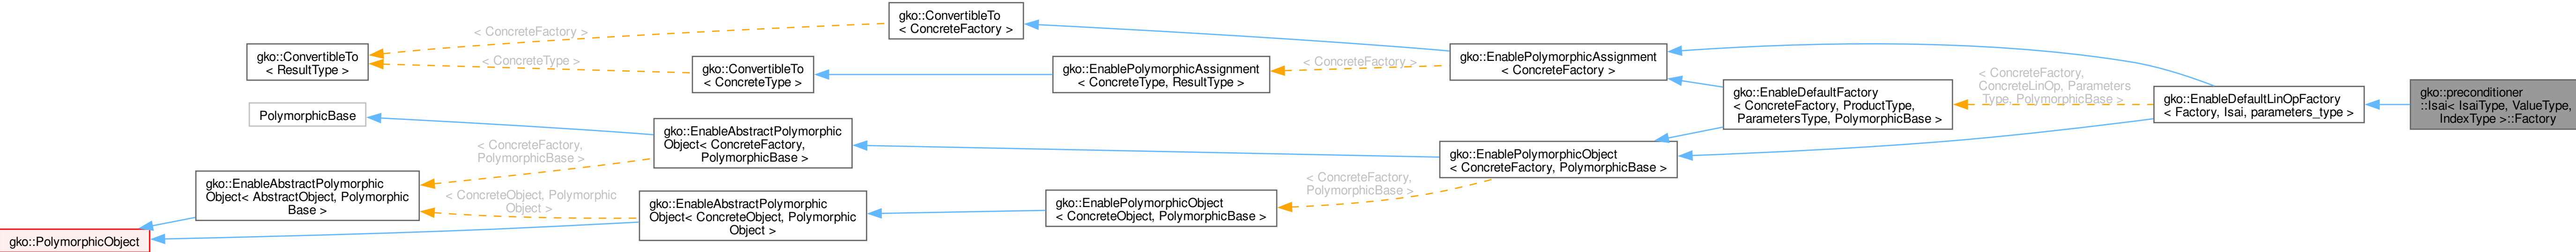 gko::ConvertibleTo
< ResultType >
PolymorphicBase
gko::EnableAbstractPolymorphic
Object< AbstractObject, Polymorphic
Base >
gko::PolymorphicObject
< ConcreteFactory >
< ConcreteType >
< ConcreteFactory,
PolymorphicBase >
< ConcreteObject, Polymorphic
Object >
gko::ConvertibleTo
< ConcreteType >
gko::EnableAbstractPolymorphic
Object< ConcreteFactory,
PolymorphicBase >
gko::EnableAbstractPolymorphic
Object< ConcreteObject, Polymorphic
Object >
gko::ConvertibleTo
< ConcreteFactory >
gko::EnablePolymorphicAssignment
< ConcreteType, ResultType >
gko::EnablePolymorphicObject
< ConcreteObject, PolymorphicBase >
< ConcreteFactory >
< ConcreteFactory,
PolymorphicBase >
gko::EnablePolymorphicAssignment
< ConcreteFactory >
gko::EnablePolymorphicObject
< ConcreteFactory, PolymorphicBase >
gko::EnableDefaultFactory
< ConcreteFactory, ProductType,
ParametersType, PolymorphicBase >
< ConcreteFactory,
ConcreteLinOp, Parameters
Type, PolymorphicBase >
gko::EnableDefaultLinOpFactory
< Factory, Isai, parameters_type >
gko::preconditioner
::Isai< IsaiType, ValueType,
IndexType >::Factory